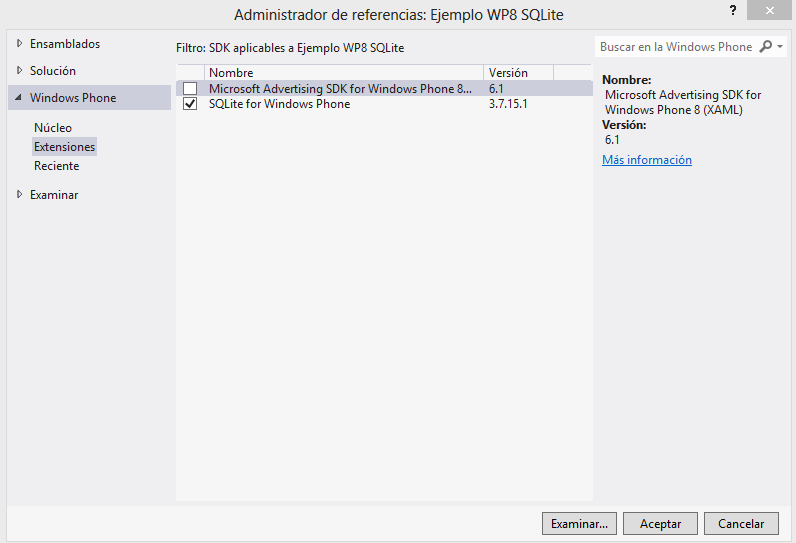 Administrador de referencias: Ejemplo WP8 SQLite
?
Ensamblados
Solución
Windows Phone
Núcleo
Extensiones
Reciente
Examinar
Filtro: SDK aplicables a Ejemplo WP8 SQLite
Nombre Versión
Microsoft Advertising SDK for Windows Phone 8... 6.1
SQLite for Windows Phone 3.7.15.1
Buscar en la Windows Phone
Nombre:
Microsoft Advertising SDK for
Windows Phone 8 (XAML)
Versión:
6.1
Más información
Examinar... Aceptar Cancelar